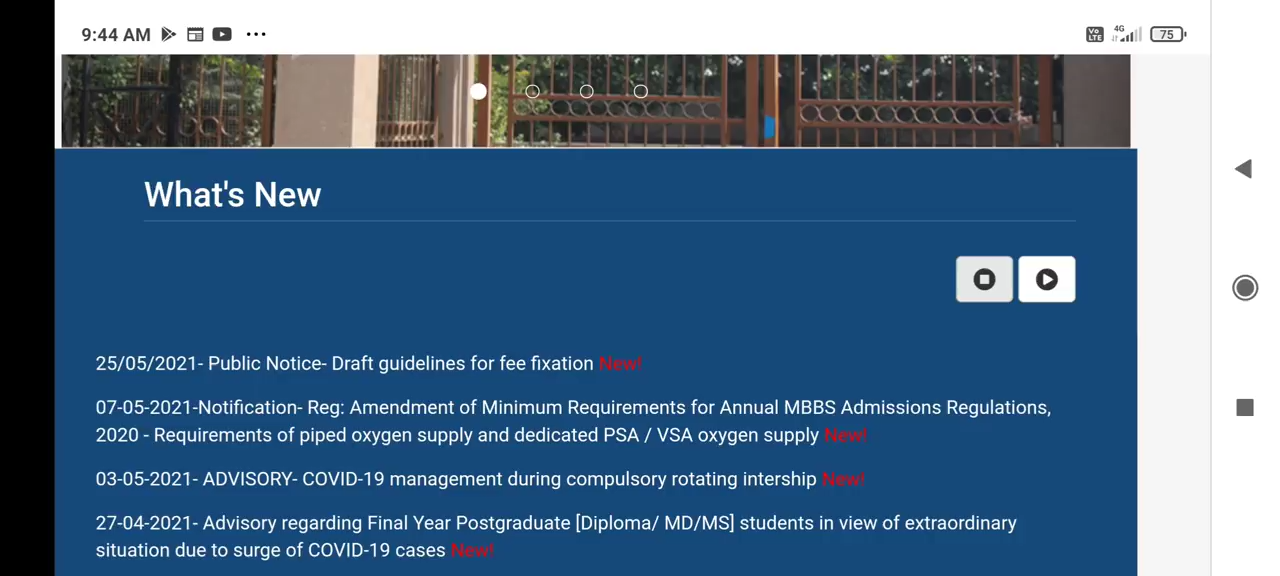 9:44 AM
Vo LTE 4G 75
What's New
25/05/2021- Public Notice- Draft guidelines for fee fixation New!
07-05-2021-Notification- Reg: Amendment of Minimum Requirements for Annual MBBS Admissions Regulations,
2020 - Requirements of piped oxygen supply and dedicated PSA / VSA oxygen supply New!
03-05-2021- ADVISORY- COVID-19 management during compulsory rotating intership New!
27-04-2021- Advisory regarding Final Year Postgraduate [Diploma/ MD/MS] students in view of extraordinary
situation due to surge of COVID-19 cases New!